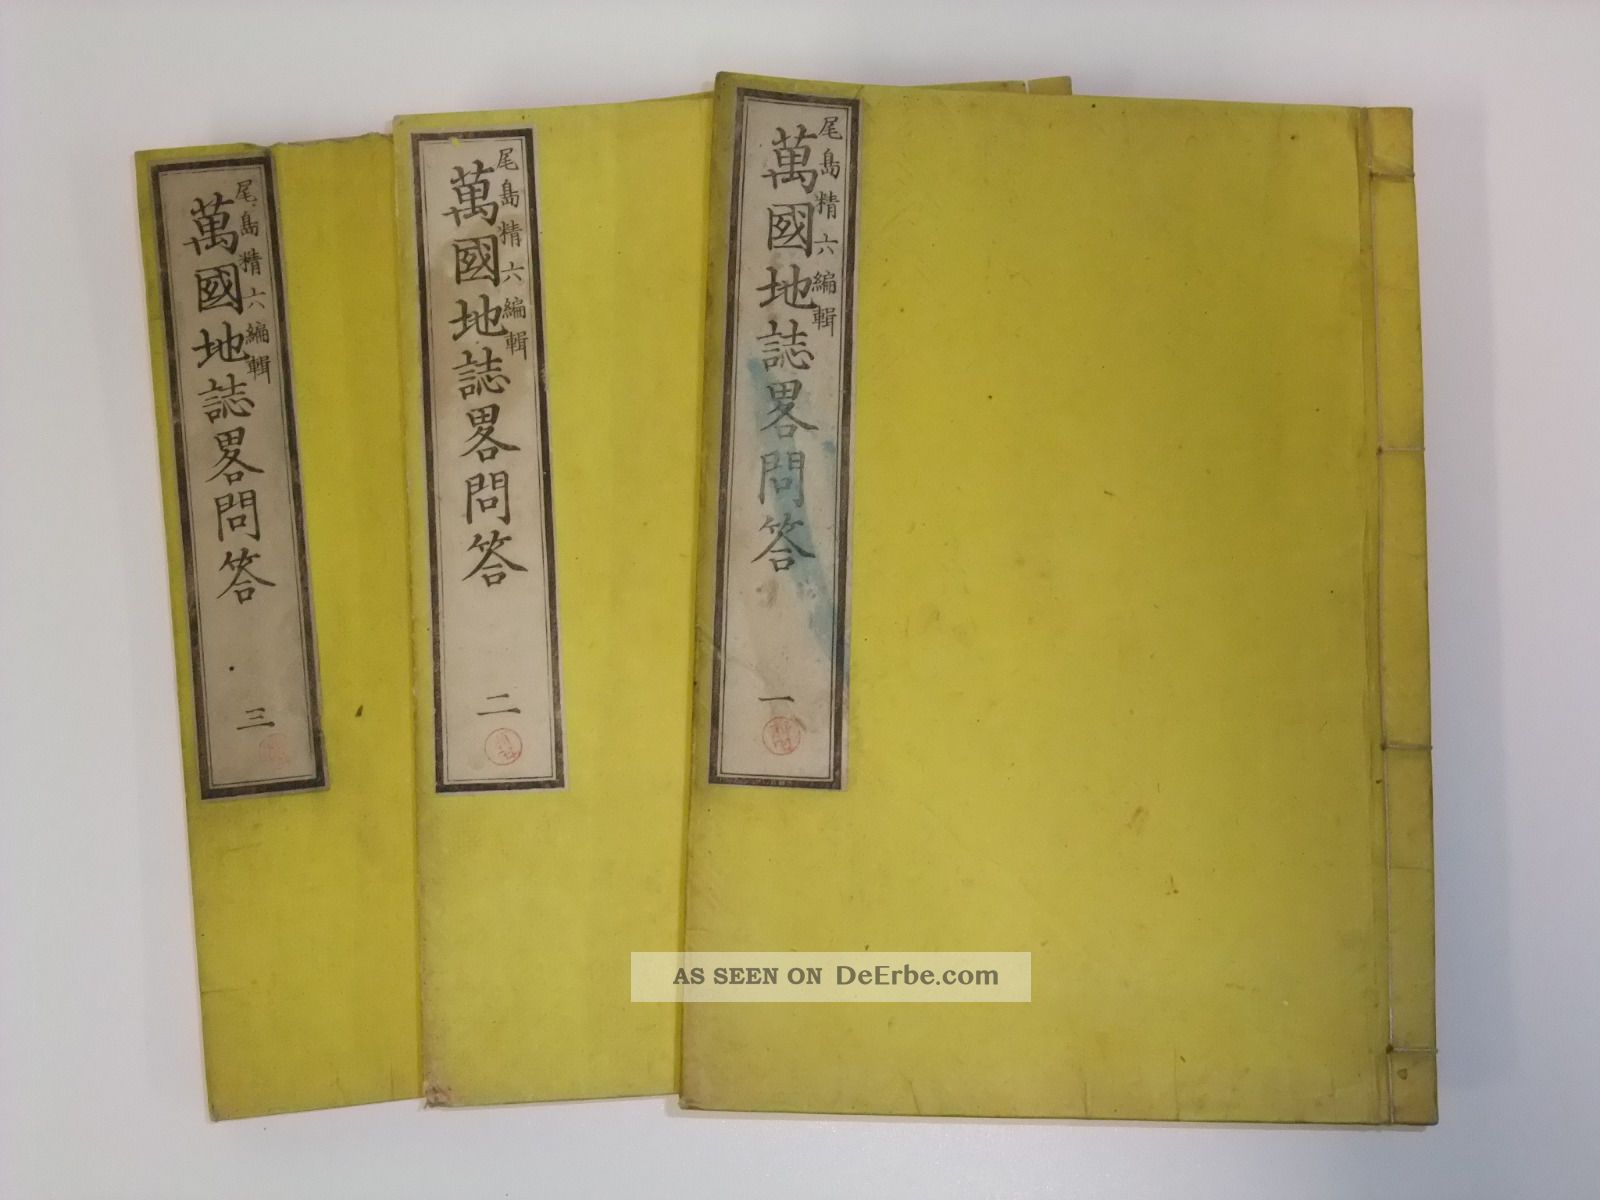 尾島精六編輯
萬國地誌畧問答
一
尾島精六編輯
萬國地誌畧問答
二
尾島精六編輯
萬國地誌畧問答
三
AS SEEN ON DeErbe.com